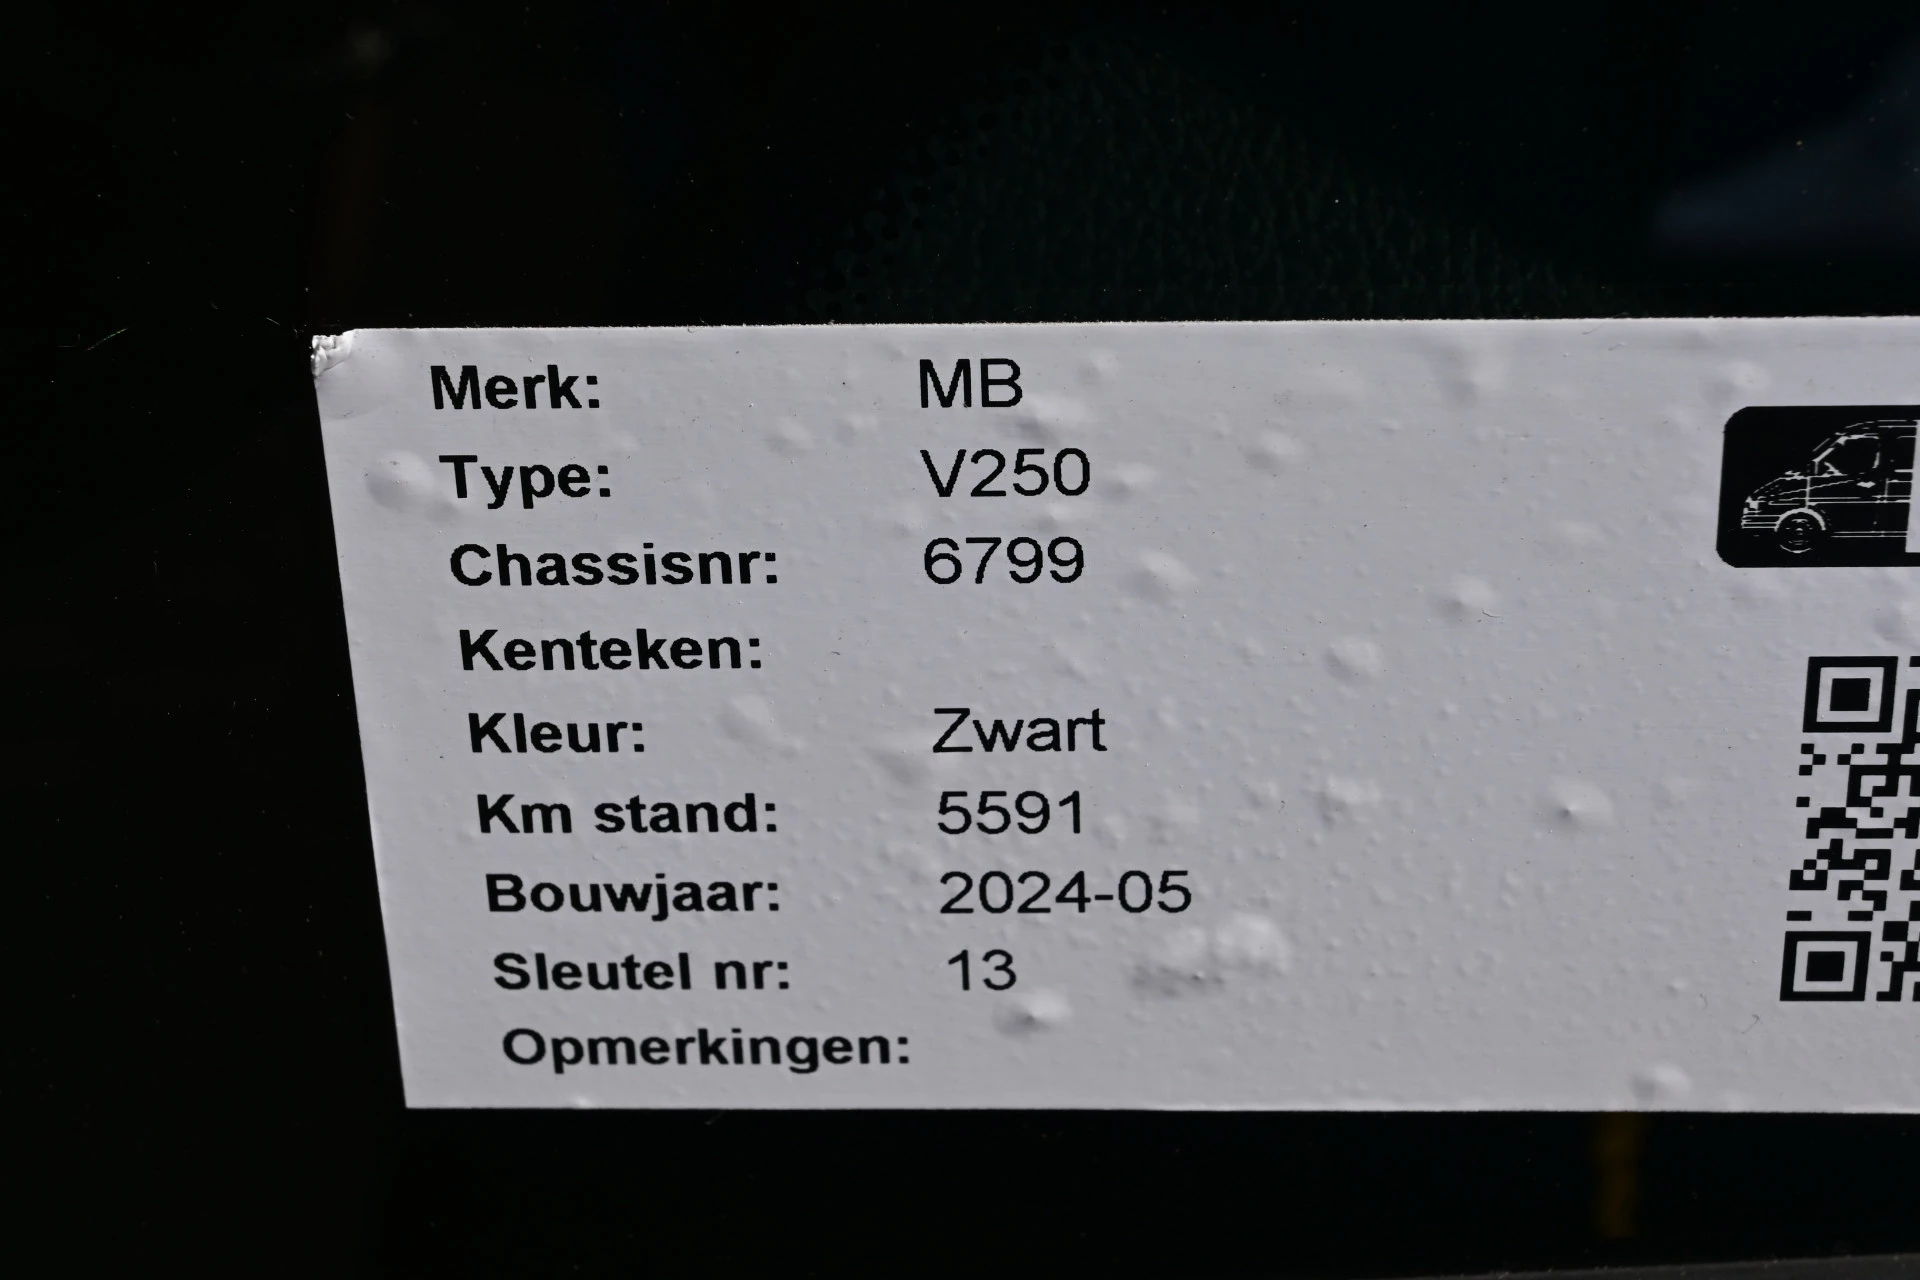 Merk: MB
Type: V250
Chassisnr: 6799
Kenteken:
Kleur: Zwart
Km stand: 5591
Bouwjaar: 2024-05
Sleutel nr: 13
Opmerkingen: